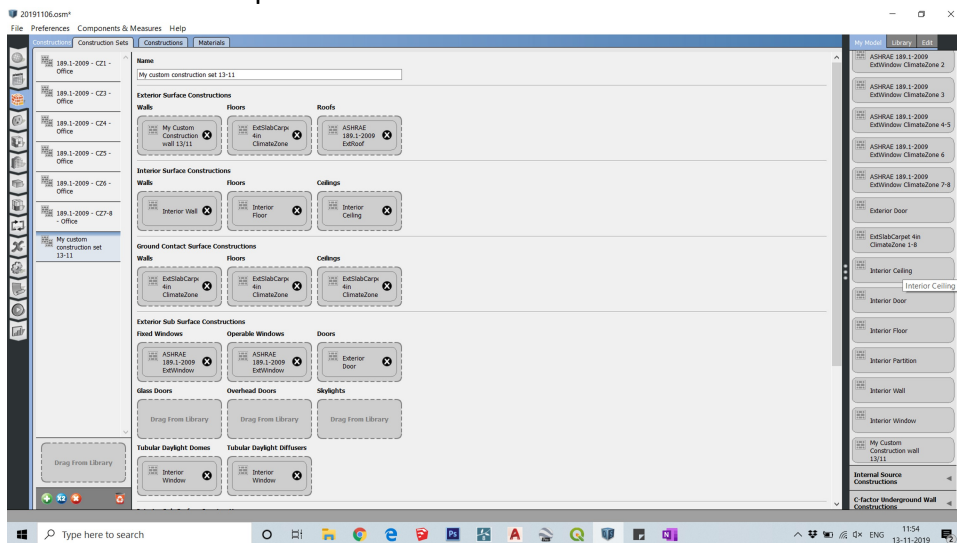 20191106.osm*
File Preferences Components & Measures Help
Constructions Construction Sets Constructions Materials
My Model Library Edit
189.1-2009 - CZ1 -
Office
189.1-2009 - CZ3 -
Office
189.1-2009 - CZ4 -
Office
189.1-2009 - CZ5 -
Office
189.1-2009 - CZ6 -
Office
189.1-2009 - CZ7-8
- Office
My custom
construction set
13-11
Drag From Library
x2
Name
My custom construction set 13-11
Exterior Surface Constructions
Walls Floors Roofs
My Custom
Construction
wall 13/11
ExtSlabCarpe
4in
ClimateZone
ASHRAE
189.1-2009
ExtRoof
Interior Surface Constructions
Walls Floors Ceilings
Interior Wall
Interior
Floor
Interior
Ceiling
Ground Contact Surface Constructions
Walls Floors Ceilings
ExtSlabCarpe
4in
ClimateZone
ExtSlabCarpe
4in
ClimateZone
ExtSlabCarpe
4in
ClimateZone
Exterior Sub Surface Constructions
Fixed Windows Operable Windows Doors
ASHRAE
189.1-2009
ExtWindow
ASHRAE
189.1-2009
ExtWindow
Exterior
Door
Glass Doors Overhead Doors Skylights
Drag From Library Drag From Library Drag From Library
Tubular Daylight Domes Tubular Daylight Diffusers
Interior
Window
Interior
Window
ASHRAE 189.1-2009
ExtWindow ClimateZone 2
ASHRAE 189.1-2009
ExtWindow ClimateZone 3
ASHRAE 189.1-2009
ExtWindow ClimateZone 4-5
ASHRAE 189.1-2009
ExtWindow ClimateZone 6
ASHRAE 189.1-2009
ExtWindow ClimateZone 7-8
Exterior Door
ExtSlabCarpet 4in
ClimateZone 1-8
Interior Ceiling
Interior Ceiling
Interior Door
Interior Floor
Interior Partition
Interior Wall
Interior Window
My Custom
Construction wall
13/11
Internal Source
Constructions
C-factor Underground Wall
Constructions
Type here to search
Ps
A
N
ENG
11:54
13-11-2019
2